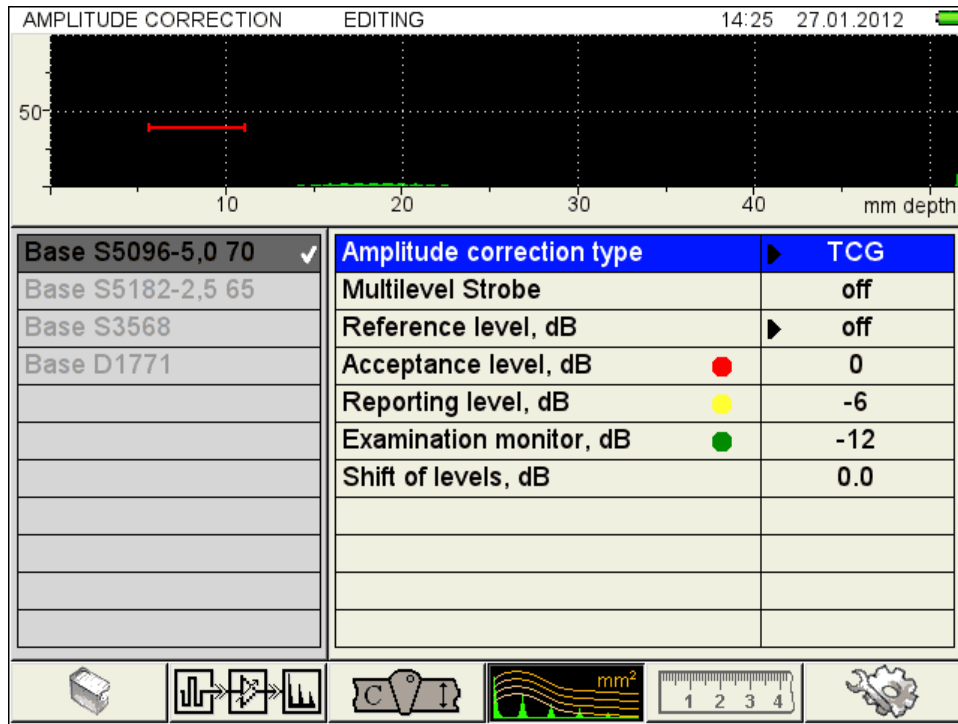 AMPLITUDE CORRECTION EDITING 14:25 27.01.2012
50
10 20 30 40 mm depth
Base S5096-5,0 70 Amplitude correction type TCG
Base S5182-2,5 65 Multilevel Strobe off
Base S3568 Reference level, dB off
Base D1771 Acceptance level, dB 0
Reporting level, dB -6
Examination monitor, dB -12
Shift of levels, dB 0.0
C mm² 1 2 3 4